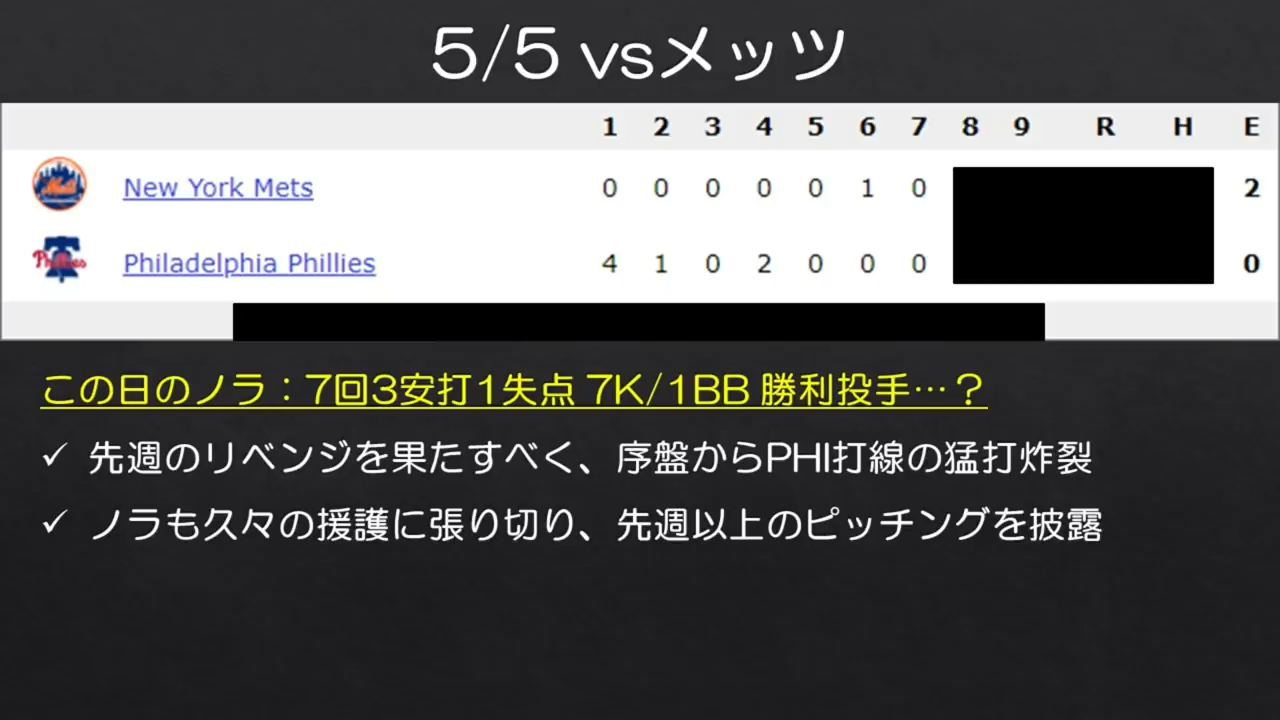 5/5 vsメッツ
1 2 3 4 5 6 7 8 9 R H E
New York Mets 0 0 0 0 0 1 0 2
Philadelphia Phillies 4 1 0 2 0 0 0 0
この日のノラ：7回3安打1失点 7K/1BB 勝利投手…？
✓ 先週のリベンジを果たすべく、序盤からPHI打線の猛打炸裂
✓ ノラも久々の援護に張り切り、先週以上のピッチングを披露